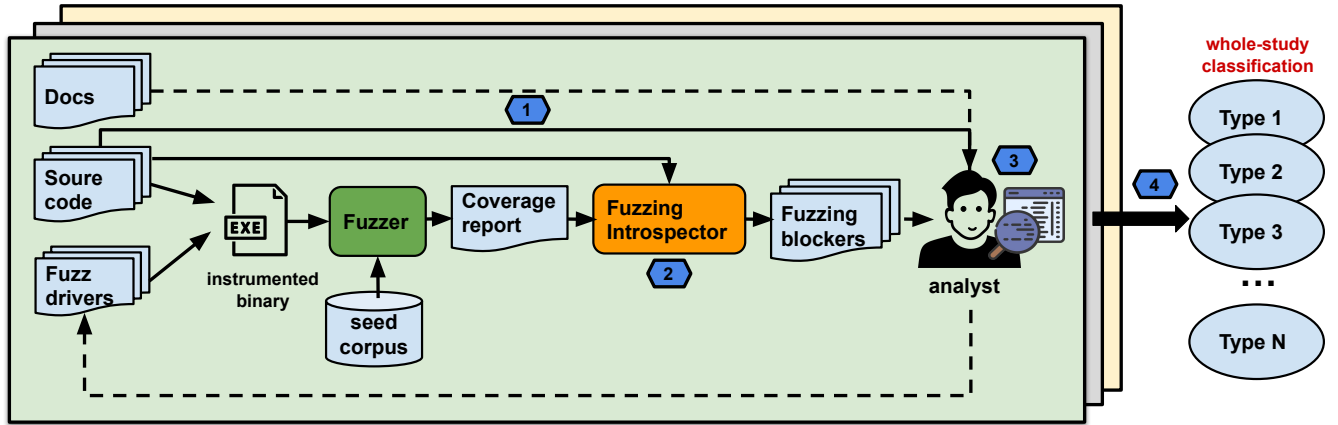 whole-study
classification
Docs
1
Type 1
Soure
code
3
Type 2
4
EXE
Fuzzer
Coverage
report
Fuzzing
Introspector
Fuzzing
blockers
Type 3
Fuzz
drivers
instrumented
binary
2
analyst
...
seed
corpus
Type N